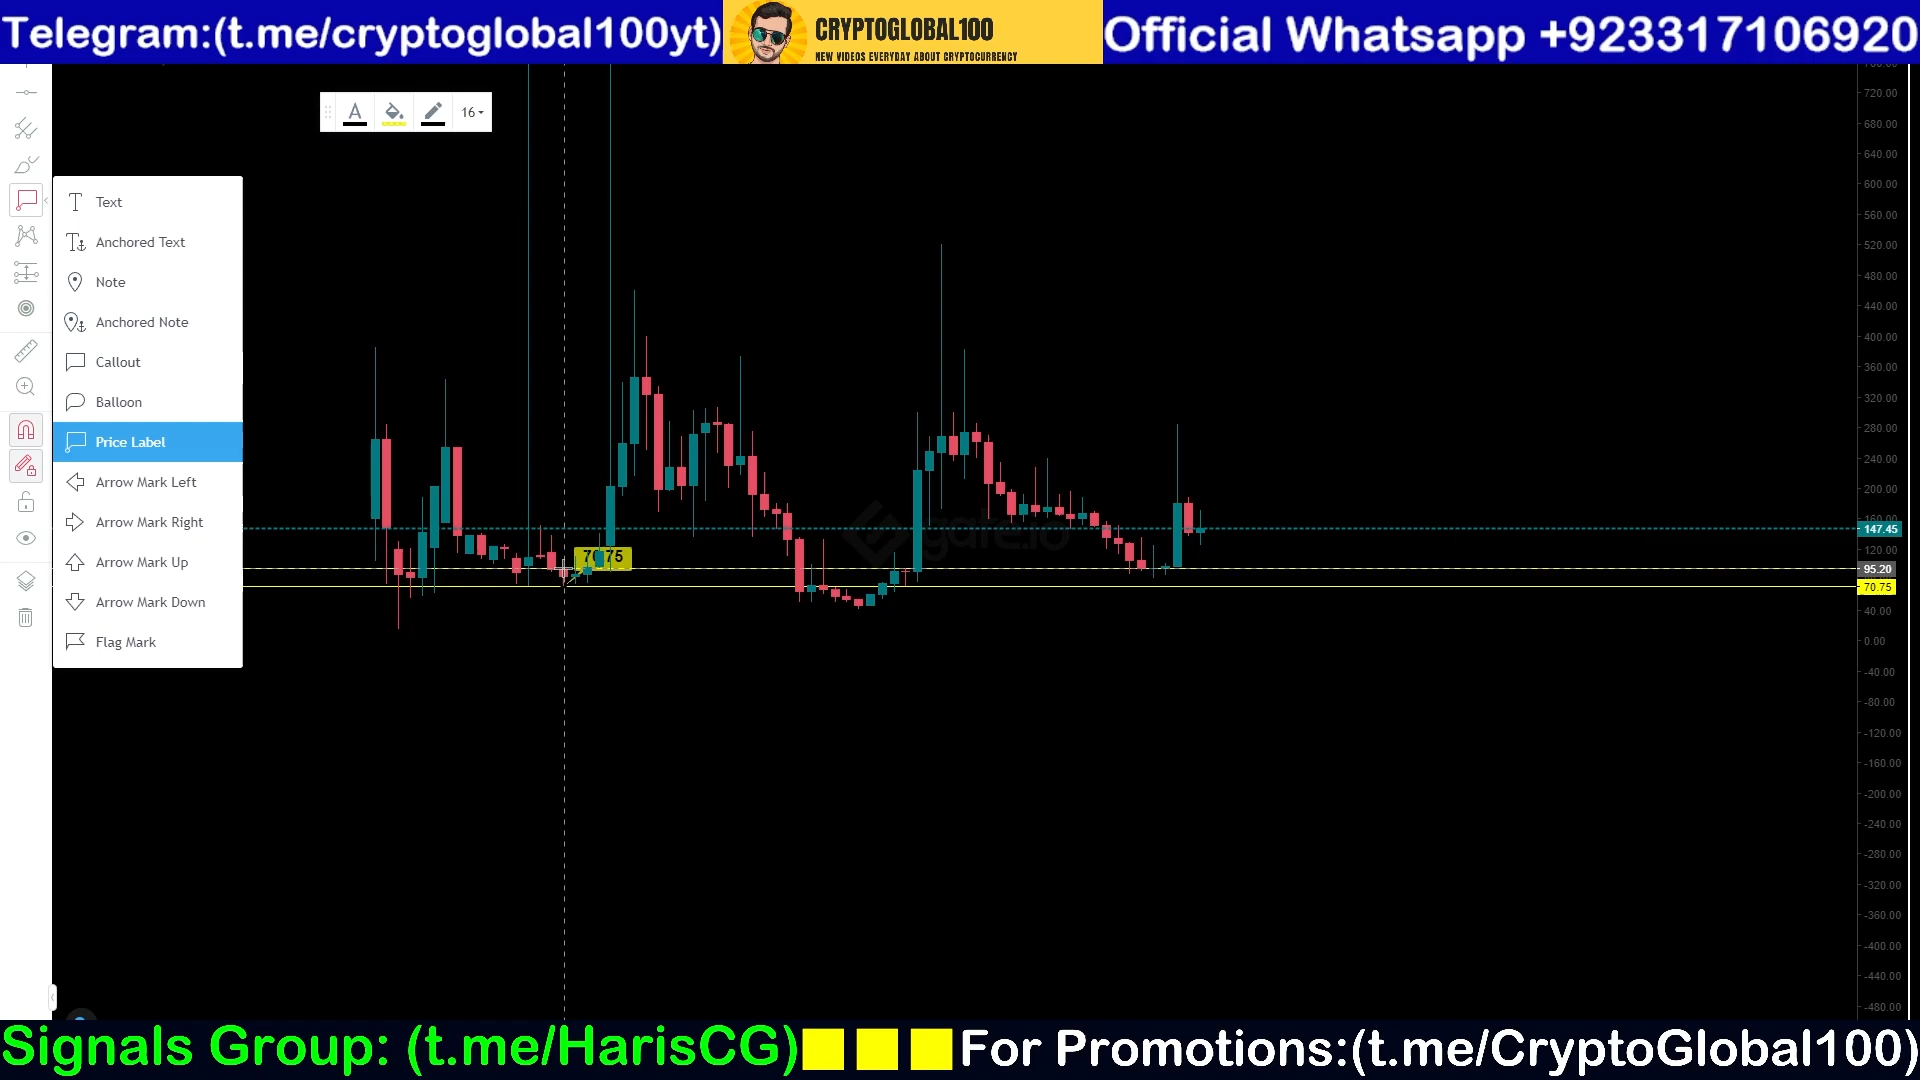 Telegram:(t.me/cryptoglobal100yt)
CRYPTOGLOBAL100
NEW VIDEOS EVERYDAY ABOUT CRYPTOCURRENCY
Official Whatsapp +923317106920
A
16
Text
Anchored Text
Note
Anchored Note
Callout
Balloon
Price Label
Arrow Mark Left
Arrow Mark Right
Arrow Mark Up
Arrow Mark Down
Flag Mark
70.75
gate.io
720.00
680.00
640.00
600.00
560.00
520.00
480.00
440.00
400.00
360.00
320.00
280.00
240.00
200.00
147.45
120.00
95.20
70.75
40.00
0.00
-40.00
-80.00
-120.00
-160.00
-200.00
-240.00
-280.00
-320.00
-360.00
-400.00
-440.00
-480.00
Signals Group: (t.me/HarisCG)
For Promotions:(t.me/CryptoGlobal100)